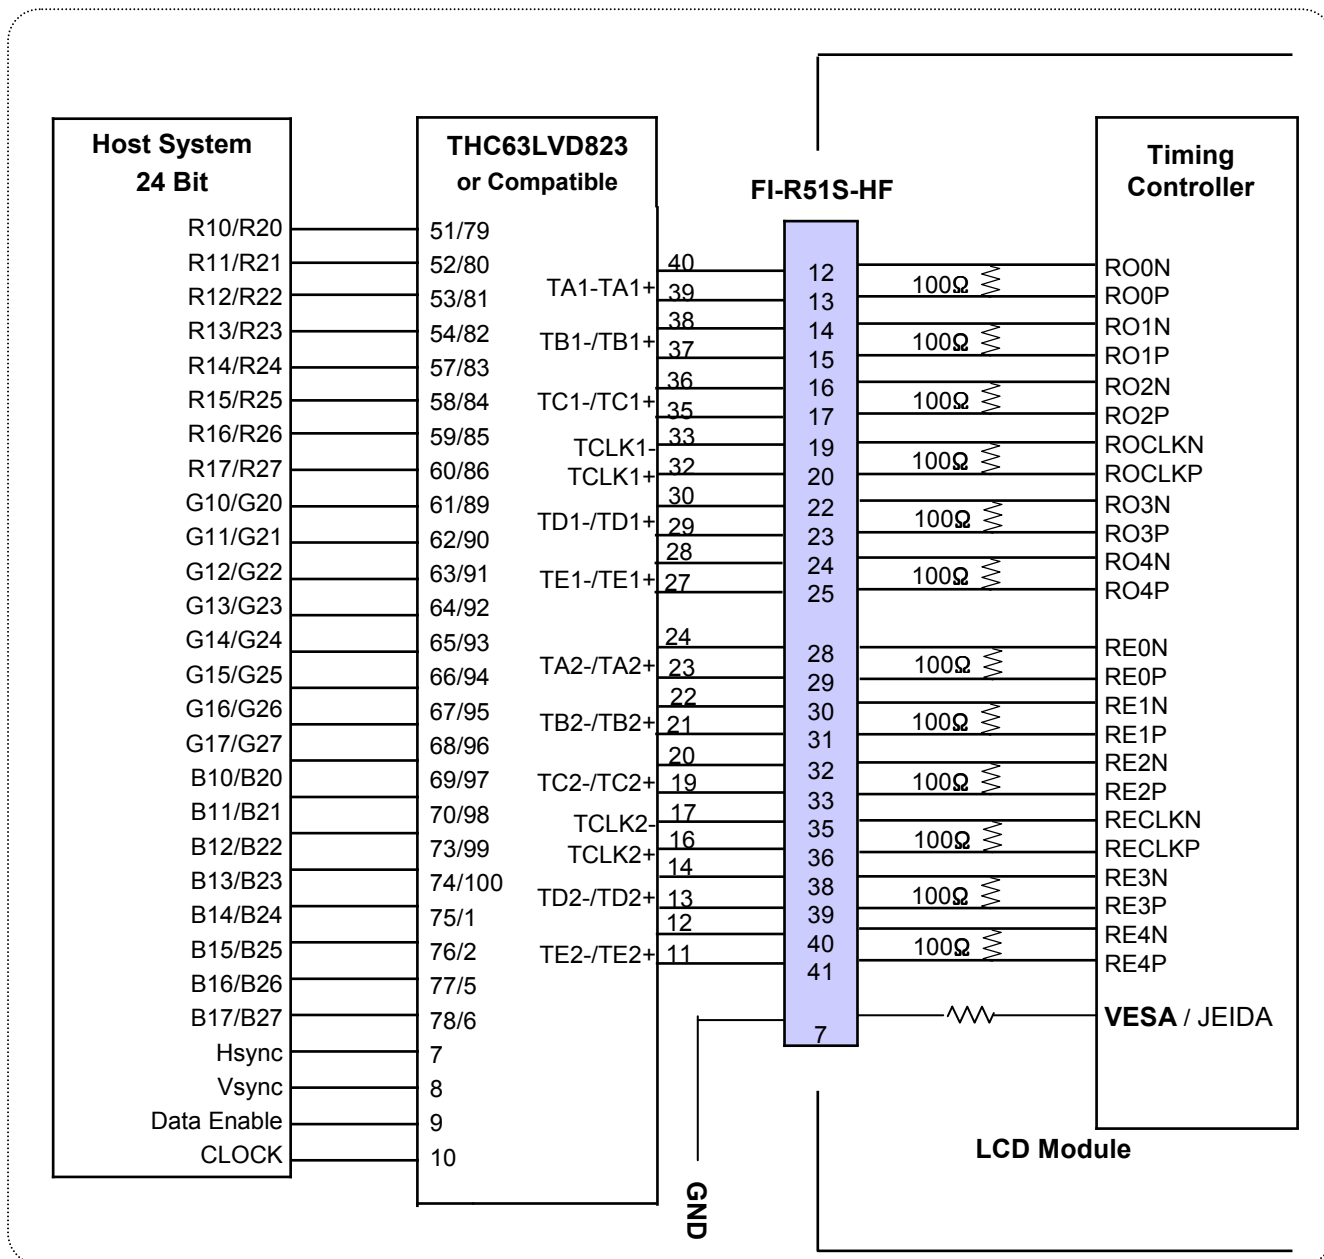 Host System
24 Bit
R10/R20
R11/R21
R12/R22
R13/R23
R14/R24
R15/R25
R16/R26
R17/R27
G10/G20
G11/G21
G12/G22
G13/G23
G14/G24
G15/G25
G16/G26
G17/G27
B10/B20
B11/B21
B12/B22
B13/B23
B14/B24
B15/B25
B16/B26
B17/B27
Hsync
Vsync
Data Enable
CLOCK
THC63LVD823
or Compatible
51/79
52/80
53/81
54/82
57/83
58/84
59/85
60/86
61/89
62/90
63/91
64/92
65/93
66/94
67/95
68/96
69/97
70/98
73/99
74/100
75/1
76/2
77/5
78/6
7
8
9
10
TA1-TA1+
TB1-/TB1+
TC1-/TC1+
TCLK1-
TCLK1+
TD1-/TD1+
TE1-/TE1+
TA2-/TA2+
TB2-/TB2+
TC2-/TC2+
TCLK2-
TCLK2+
TD2-/TD2+
TE2-/TE2+
40
39
38
37
36
35
33
32
30
29
28
27
24
23
22
21
20
19
17
16
14
13
12
11
GND
FI-R51S-HF
12
13
14
15
16
17
19
20
22
23
24
25
28
29
30
31
32
33
35
36
38
39
40
41
7
100Ω
100Ω
100Ω
100Ω
100Ω
100Ω
100Ω
100Ω
100Ω
100Ω
100Ω
100Ω
Timing
Controller
RO0N
RO0P
RO1N
RO1P
RO2N
RO2P
ROCLKN
ROCLKP
RO3N
RO3P
RO4N
RO4P
RE0N
RE0P
RE1N
RE1P
RE2N
RE2P
RECLKN
RECLKP
RE3N
RE3P
RE4N
RE4P
VESA / JEIDA
LCD Module